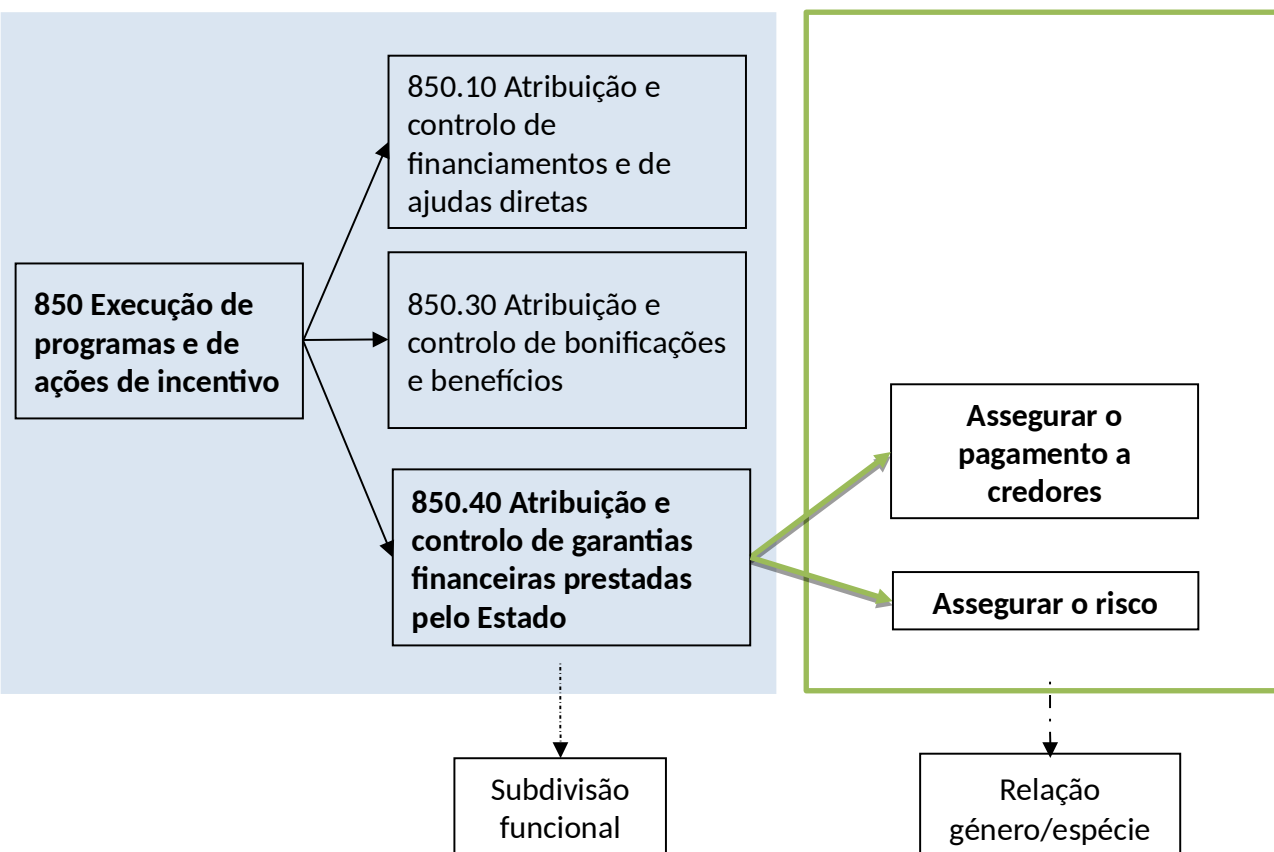 850.10 Atribuição e
controlo de
financiamentos e de
ajudas diretas
850 Execução de
programas e de
ações de incentivo
850.30 Atribuição e
controlo de bonificações
e benefícios
850.40 Atribuição e
controlo de garantias
financeiras prestadas
pelo Estado
Assegurar o
pagamento a
credores
Assegurar o risco
Subdivisão
funcional
Relação
género/espécie